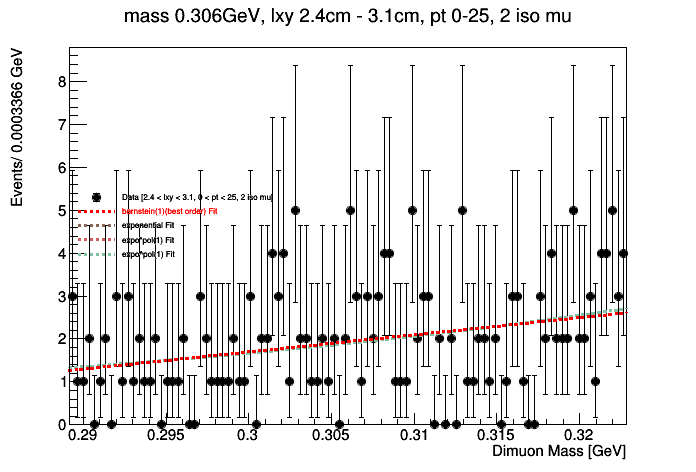 mass 0.306GeV, lxy 2.4cm - 3.1cm, pt 0-25, 2 iso mu
Events/ 0.0003366 GeV
8
7
6
5
4
3
2
1
0
Data [2.4 < lxy < 3.1, 0 < pt < 25, 2 iso mu]
bernstein(1)(best order) Fit
exponential Fit
expo*pol(1) Fit
expo*pol(1) Fit
0.29 0.295 0.3 0.305 0.31 0.315 0.32
Dimuon Mass [GeV]